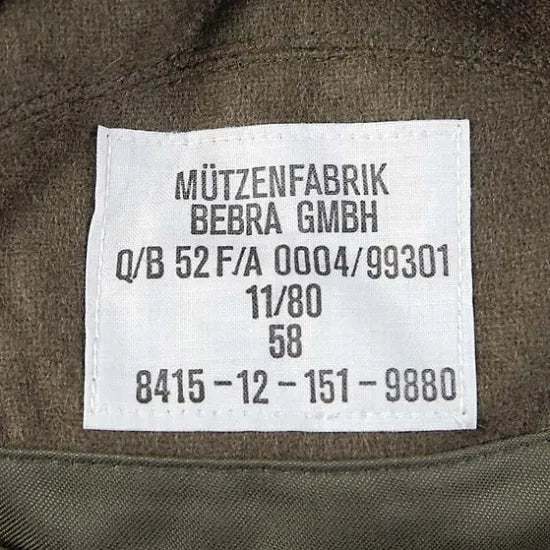 MÜTZENFABRIK
BEBRA GMBH
Q/B 52 F/A 0004/99301
11/80
58
8415-12-151-9880